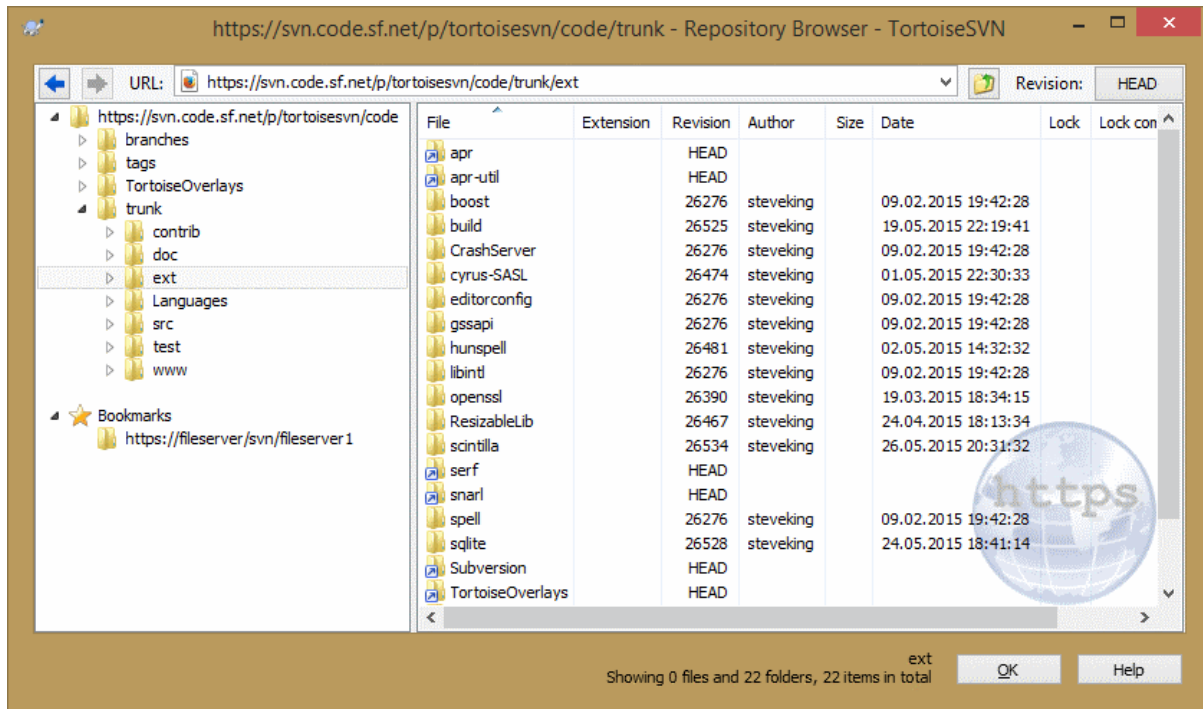 https://svn.code.sf.net/p/tortoisesvn/code/trunk - Repository Browser - TortoiseSVN
URL: https://svn.code.sf.net/p/tortoisesvn/code/trunk/ext Revision: HEAD
https://svn.code.sf.net/p/tortoisesvn/code
branches
tags
TortoiseOverlays
trunk
contrib
doc
ext
Languages
src
test
www
Bookmarks
https://fileserver/svn/fileserver1
File Extension Revision Author Size Date Lock Lock com
apr HEAD
apr-util HEAD
boost 26276 steveking 09.02.2015 19:42:28
build 26525 steveking 19.05.2015 22:19:41
CrashServer 26276 steveking 09.02.2015 19:42:28
cyrus-SASL 26474 steveking 01.05.2015 22:30:33
editorconfig 26276 steveking 09.02.2015 19:42:28
gssapi 26276 steveking 09.02.2015 19:42:28
hunspell 26481 steveking 02.05.2015 14:32:32
libintl 26276 steveking 09.02.2015 19:42:28
openssl 26390 steveking 19.03.2015 18:34:15
ResizableLib 26467 steveking 24.04.2015 18:13:34
scintilla 26534 steveking 26.05.2015 20:31:32
serf HEAD
snarl HEAD
spell 26276 steveking 09.02.2015 19:42:28
sqlite 26528 steveking 24.05.2015 18:41:14
Subversion HEAD
TortoiseOverlays HEAD
https
ext
Showing 0 files and 22 folders, 22 items in total
OK Help